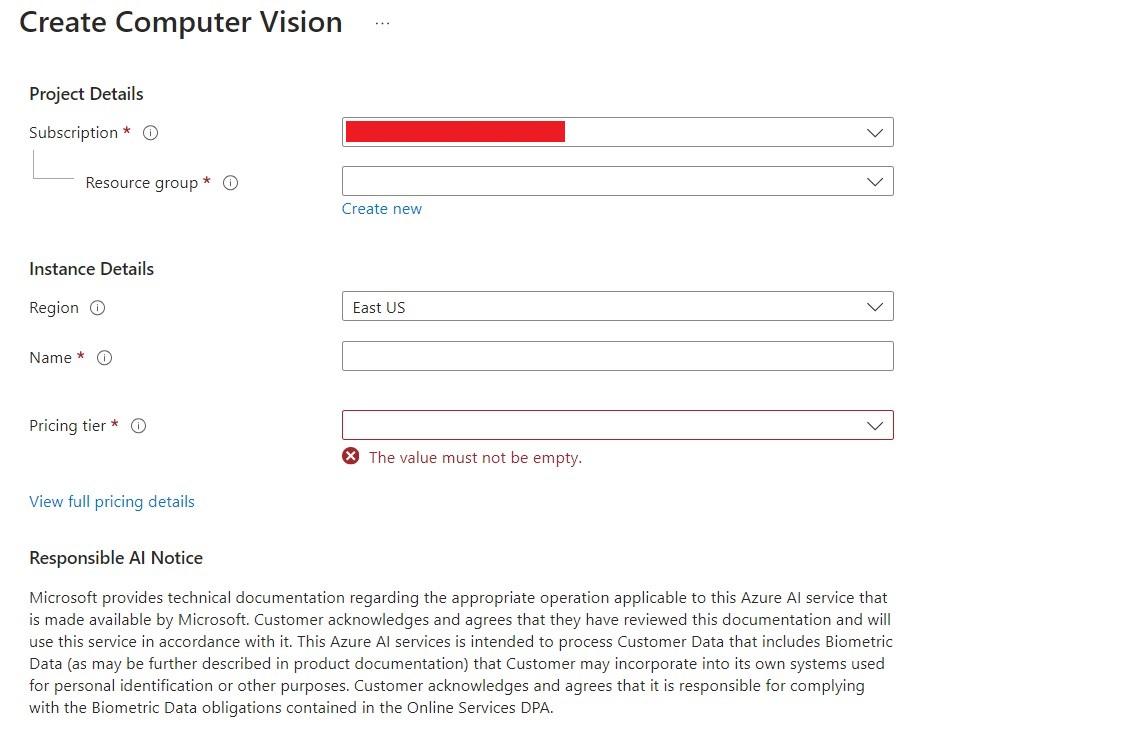 Create Computer Vision ...
Project Details
Subscription *
Resource group *
Create new
Instance Details
Region
East US
Name *
Pricing tier *
The value must not be empty.
View full pricing details
Responsible AI Notice
Microsoft provides technical documentation regarding the appropriate operation applicable to this Azure AI service that
is made available by Microsoft. Customer acknowledges and agrees that they have reviewed this documentation and will
use this service in accordance with it. This Azure AI services is intended to process Customer Data that includes Biometric
Data (as may be further described in product documentation) that Customer may incorporate into its own systems used
for personal identification or other purposes. Customer acknowledges and agrees that it is responsible for complying
with the Biometric Data obligations contained in the Online Services DPA.